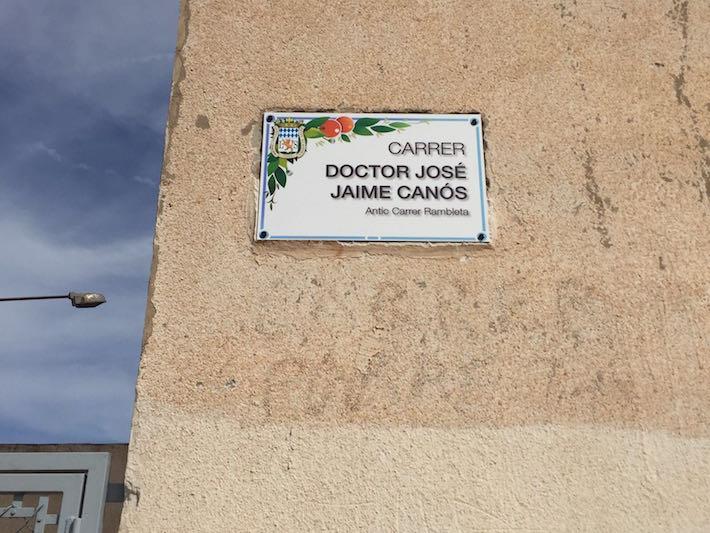 CARRER
DOCTOR JOSÉ
JAIME CANÓS
Antic Carrer Rambleta